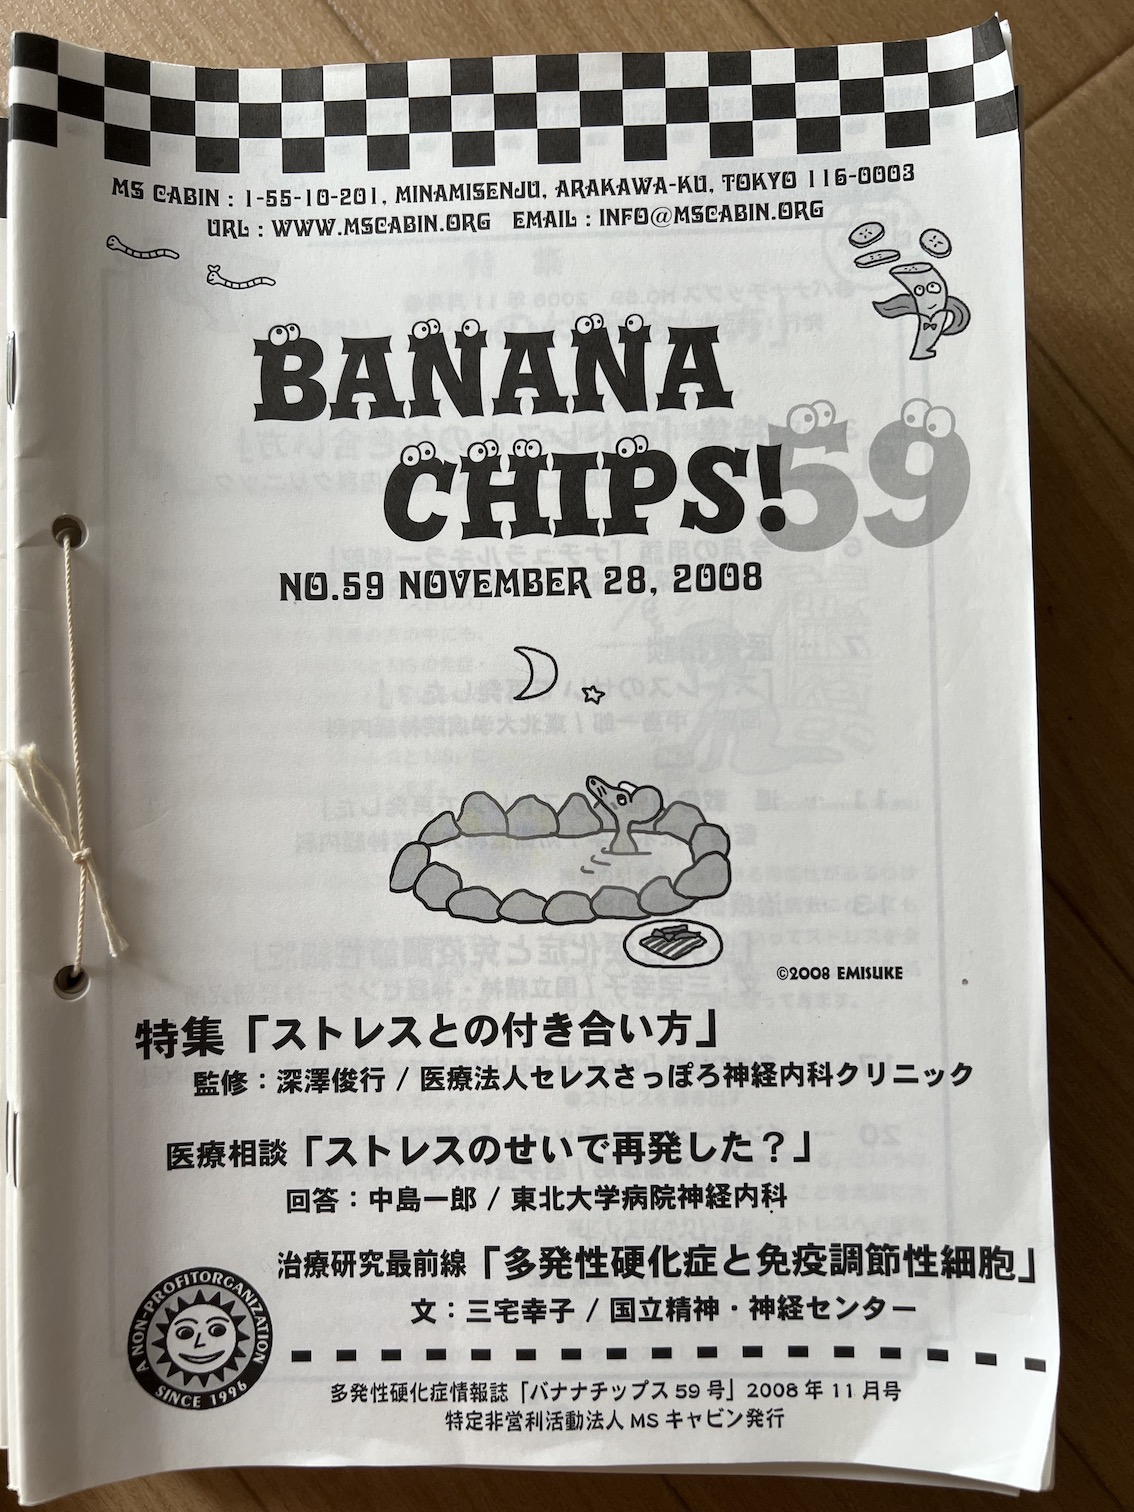 MS CABIN : 1-55-10-201, MINAMISENJU, ARAKAWA-KU, TOKYO 116-0003
URL : WWW.MSCABIN.ORG EMAIL : INFO@MSCABIN.ORG
BANANA
CHIPS! 59
NO.59 NOVEMBER 28, 2008
©2008 EMISUKE
特集「ストレスとの付き合い方」
監修：深澤俊行 / 医療法人セレスさっぽろ神経内科クリニック
医療相談「ストレスのせいで再発した？」
回答：中島一郎 / 東北大学病院神経内科
治療研究最前線「多発性硬化症と免疫調節性細胞」
文：三宅幸子 / 国立精神・神経センター
A NON-PROFITORGANIZATION
SINCE 1996
多発性硬化症情報誌「バナナチップス 59 号」2008 年 11 月号
特定非営利活動法人 MS キャビン発行